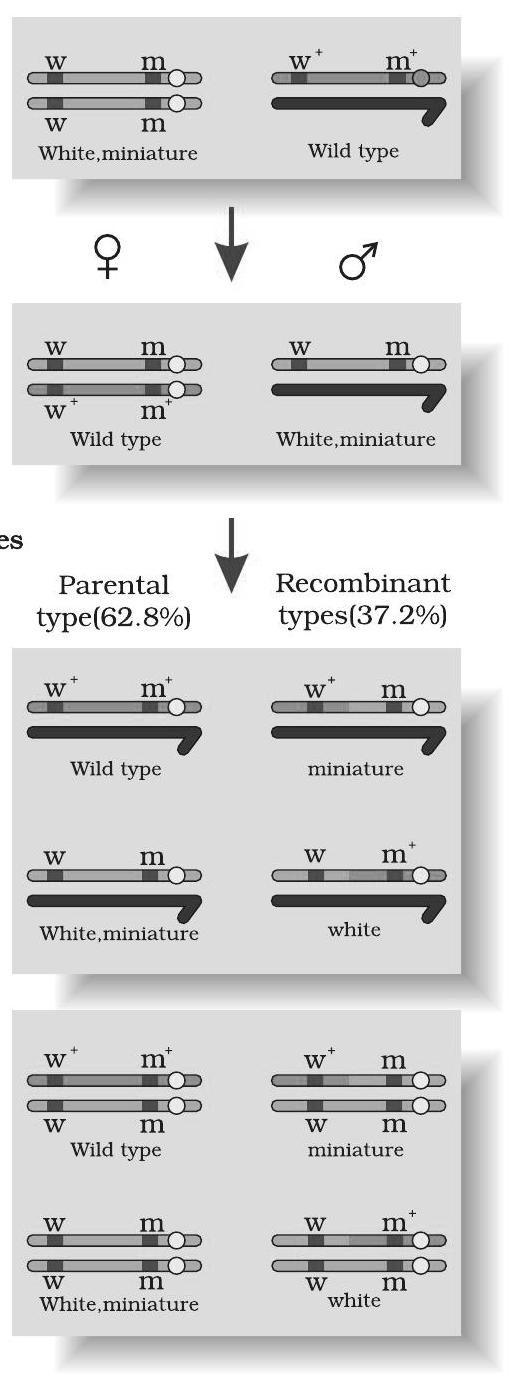 w w⁺
m m⁺
w m
White,miniature Wild type
♀ ♂
w m w m
w⁺ m⁺
Wild type White,miniature
es
Parental Recombinant
type(62.8%) types(37.2%)
w⁺ m⁺ w⁺ m
Wild type miniature
w m w m⁺
White,miniature white
w⁺ m⁺ w⁺ m
w m w m
Wild type miniature
w m w m⁺
w m w m
White,miniature white